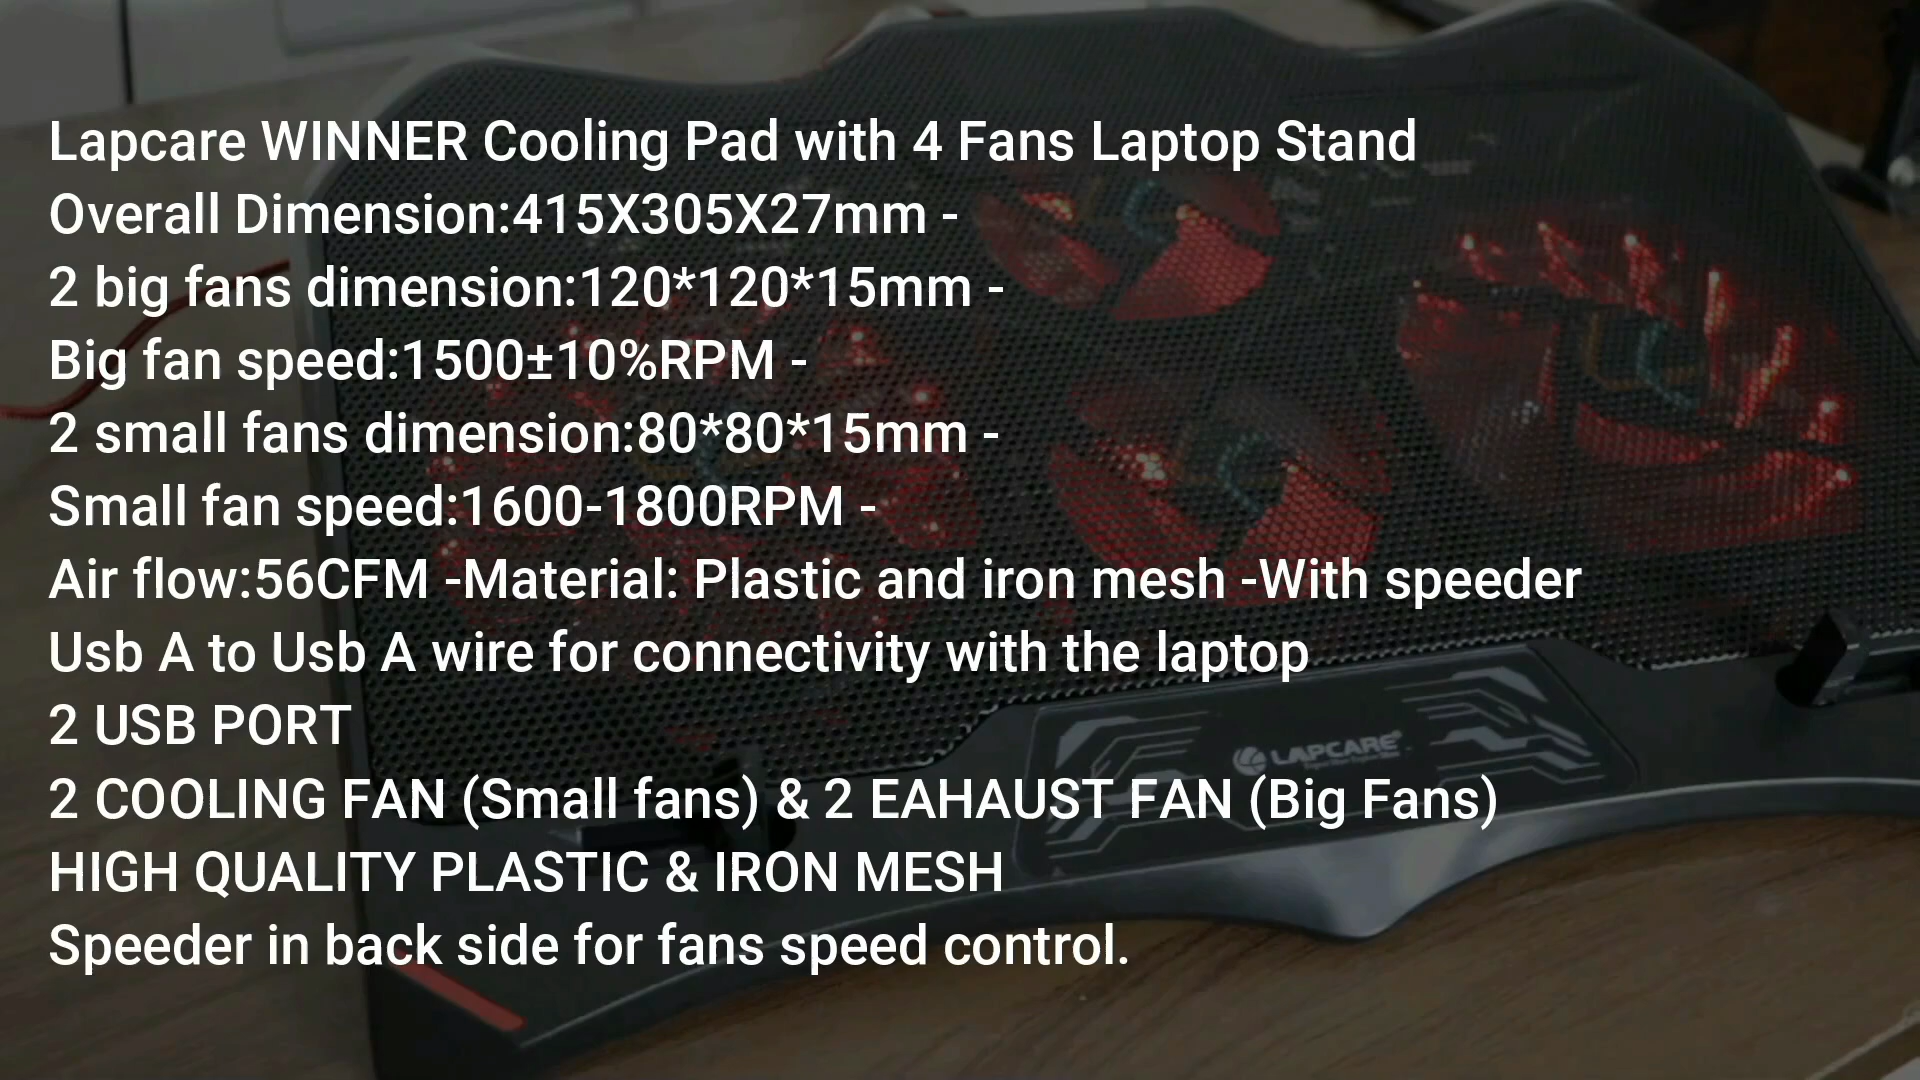 Lapcare WINNER Cooling Pad with 4 Fans Laptop Stand
Overall Dimension:415X305X27mm -
2 big fans dimension:120*120*15mm -
Big fan speed:1500±10%RPM -
2 small fans dimension:80*80*15mm -
Small fan speed:1600-1800RPM -
Air flow:56CFM -Material: Plastic and iron mesh -With speeder
Usb A to Usb A wire for connectivity with the laptop
2 USB PORT
2 COOLING FAN (Small fans) & 2 EAHAUST FAN (Big Fans)
HIGH QUALITY PLASTIC & IRON MESH
Speeder in back side for fans speed control.
LAPCARE®